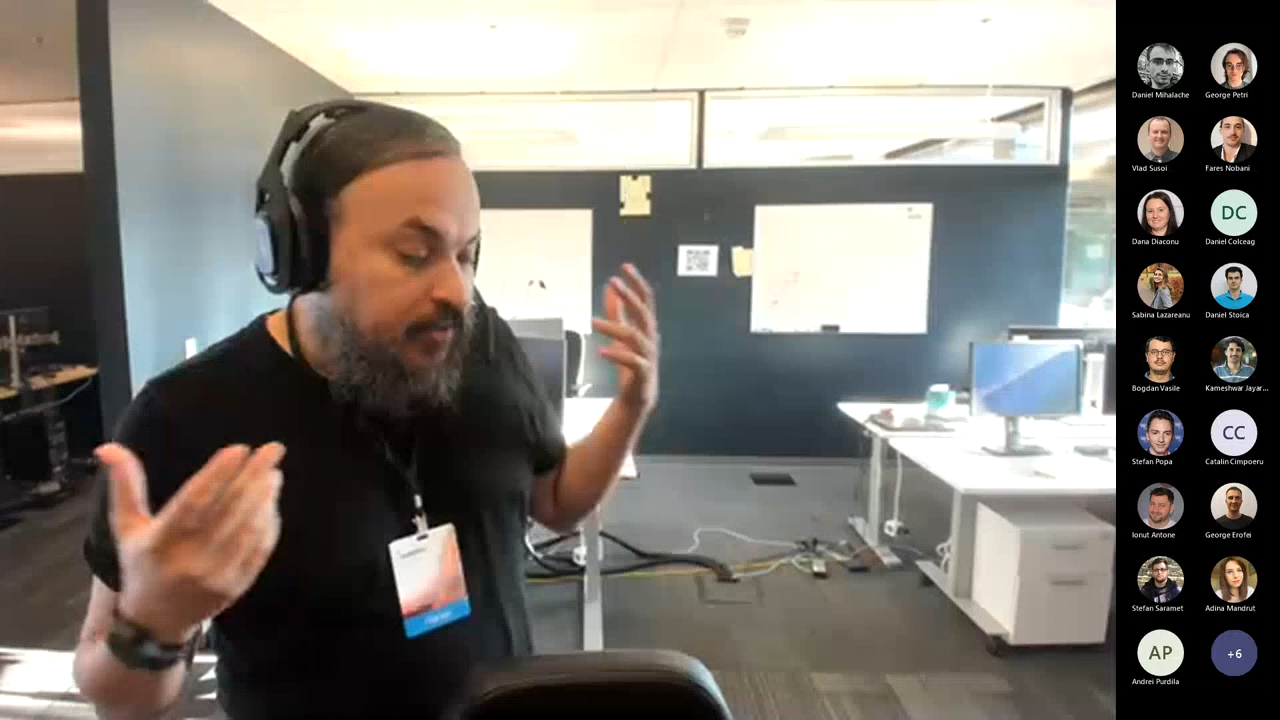 Daniel Mihalache
George Petri
Vlad Susoi
Fares Nobani
Dana Diaconu
DC
Daniel Colceag
Sabina Lazareanu
Daniel Stoica
Bogdan Vasile
Kameshwar Jayar...
Stefan Popa
CC
Catalin Cimpoeru
Ionut Antone
George Erofei
Stefan Saramet
Adina Mandrut
AP
Andrei Purdila
+6